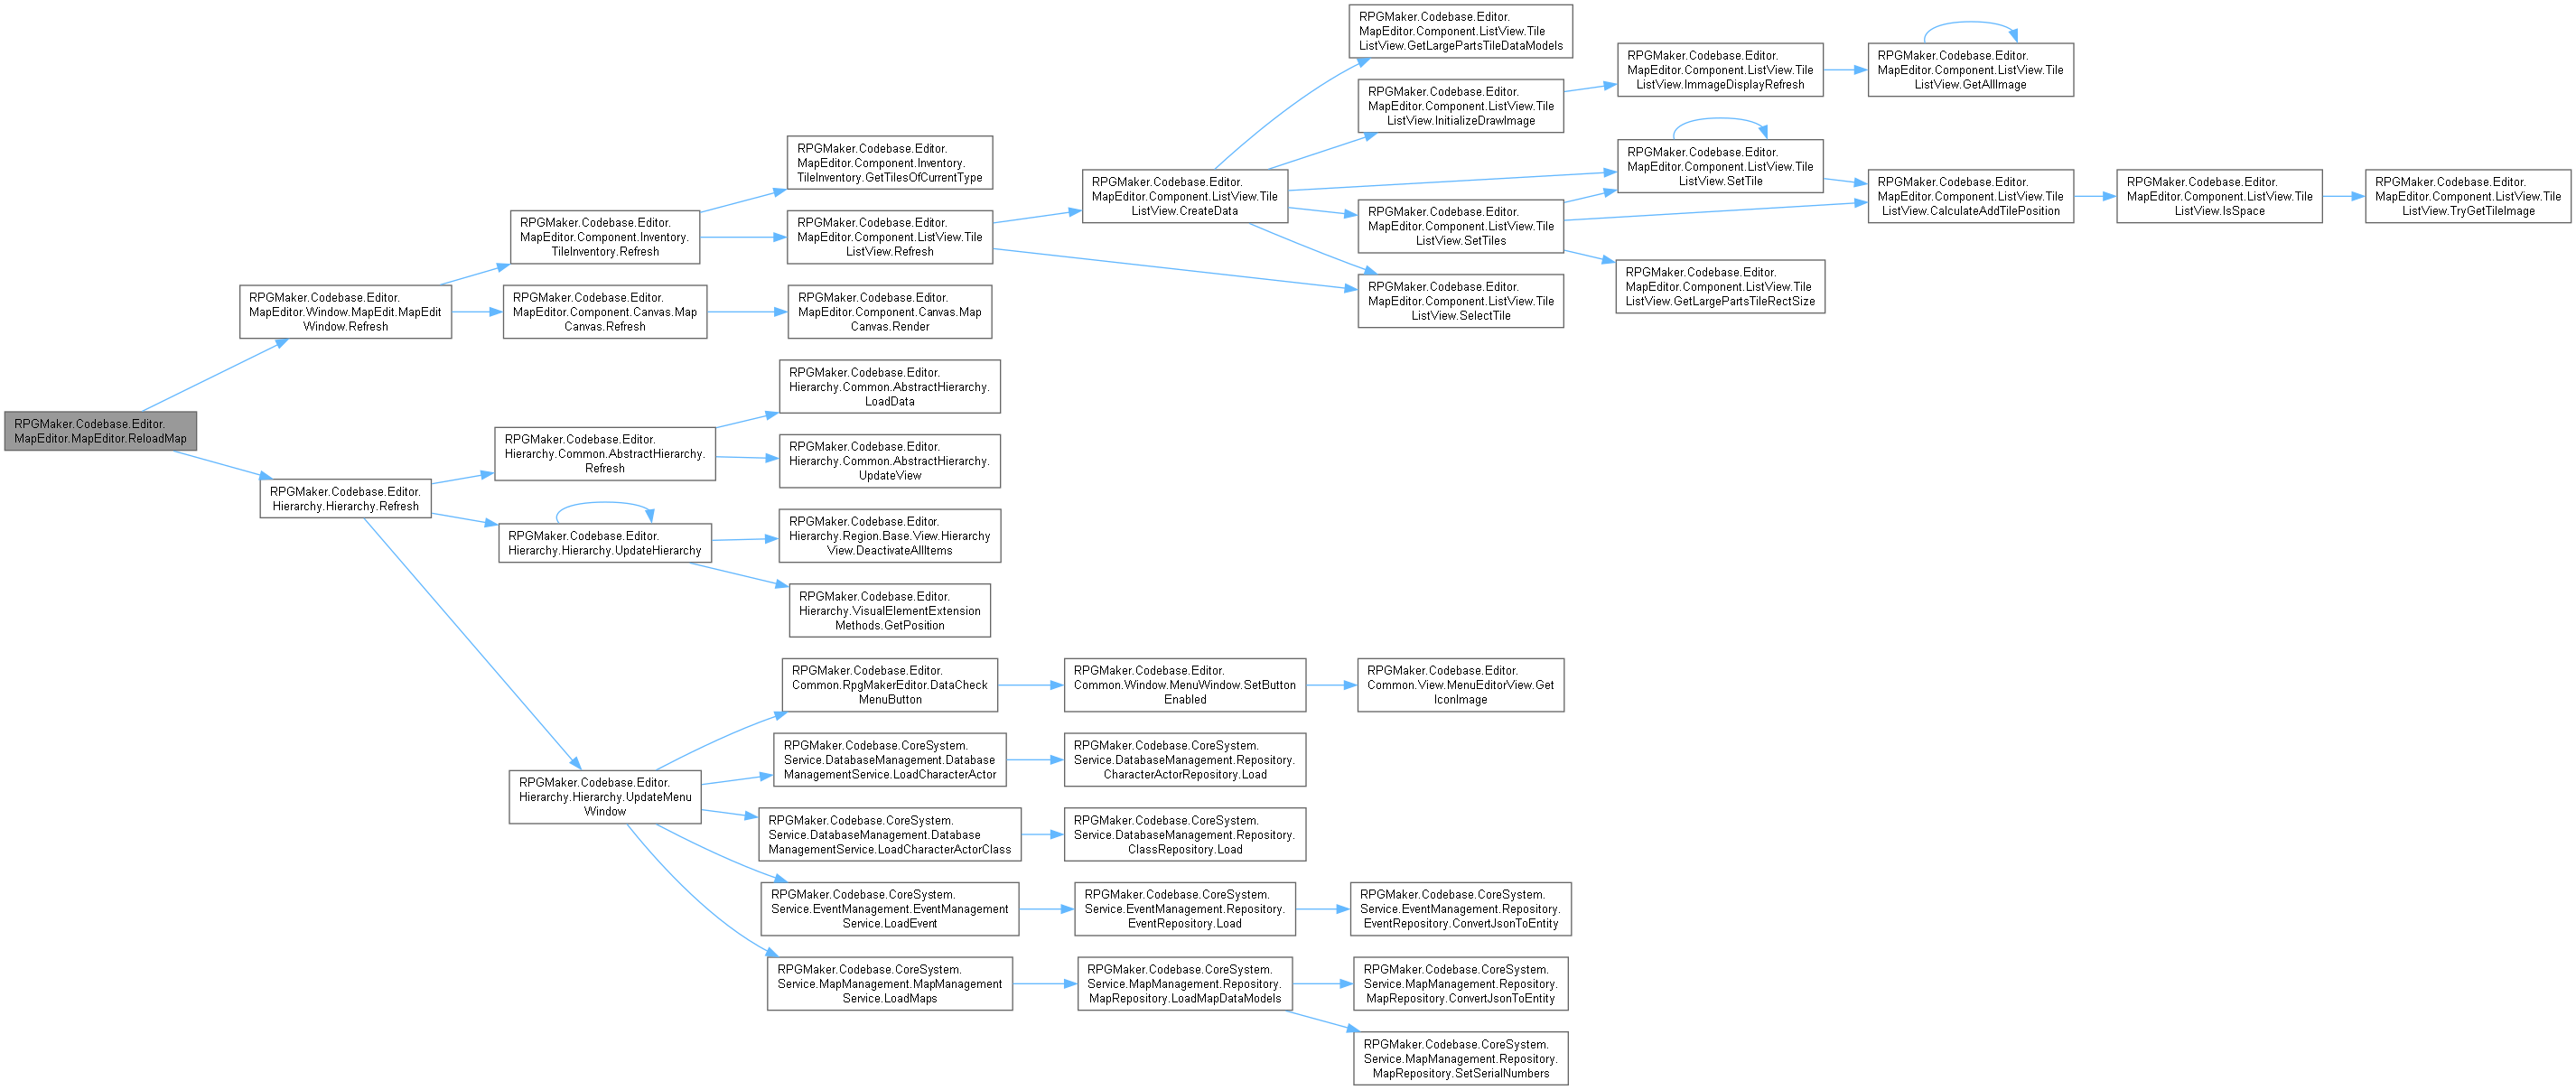 RPGMaker.Codebase.Editor.
MapEditor.MapEditor.ReloadMap
RPGMaker.Codebase.Editor.
MapEditor.Window.MapEdit.MapEdit
Window.Refresh
RPGMaker.Codebase.Editor.
MapEditor.Component.Inventory.
TileInventory.Refresh
RPGMaker.Codebase.Editor.
MapEditor.Component.Inventory.
TileInventory.GetTilesOfCurrentType
RPGMaker.Codebase.Editor.
MapEditor.Component.ListView.Tile
ListView.Refresh
RPGMaker.Codebase.Editor.
MapEditor.Component.ListView.Tile
ListView.CreateData
RPGMaker.Codebase.Editor.
MapEditor.Component.ListView.Tile
ListView.GetLargePartsTileDataModels
RPGMaker.Codebase.Editor.
MapEditor.Component.ListView.Tile
ListView.InitializeDrawImage
RPGMaker.Codebase.Editor.
MapEditor.Component.ListView.Tile
ListView.ImmageDisplayRefresh
RPGMaker.Codebase.Editor.
MapEditor.Component.ListView.Tile
ListView.GetAllImage
RPGMaker.Codebase.Editor.
MapEditor.Component.ListView.Tile
ListView.SetTile
RPGMaker.Codebase.Editor.
MapEditor.Component.ListView.Tile
ListView.CalculateAddTilePosition
RPGMaker.Codebase.Editor.
MapEditor.Component.ListView.Tile
ListView.IsSpace
RPGMaker.Codebase.Editor.
MapEditor.Component.ListView.Tile
ListView.TryGetTileImage
RPGMaker.Codebase.Editor.
MapEditor.Component.ListView.Tile
ListView.SetTiles
RPGMaker.Codebase.Editor.
MapEditor.Component.ListView.Tile
ListView.GetLargePartsTileRectSize
RPGMaker.Codebase.Editor.
MapEditor.Component.ListView.Tile
ListView.SelectTile
RPGMaker.Codebase.Editor.
MapEditor.Component.Canvas.Map
Canvas.Refresh
RPGMaker.Codebase.Editor.
MapEditor.Component.Canvas.Map
Canvas.Render
RPGMaker.Codebase.Editor.
Hierarchy.Hierarchy.Refresh
RPGMaker.Codebase.Editor.
Hierarchy.Common.AbstractHierarchy.
Refresh
RPGMaker.Codebase.Editor.
Hierarchy.Common.AbstractHierarchy.
LoadData
RPGMaker.Codebase.Editor.
Hierarchy.Common.AbstractHierarchy.
UpdateView
RPGMaker.Codebase.Editor.
Hierarchy.Hierarchy.UpdateHierarchy
RPGMaker.Codebase.Editor.
Hierarchy.Region.Base.View.Hierarchy
View.DeactivateAllItems
RPGMaker.Codebase.Editor.
Hierarchy.VisualElementExtension
Methods.GetPosition
RPGMaker.Codebase.Editor.
Hierarchy.Hierarchy.UpdateMenu
Window
RPGMaker.Codebase.Editor.
Common.RpgMakerEditor.DataCheck
MenuButton
RPGMaker.Codebase.Editor.
Common.Window.MenuWindow.SetButton
Enabled
RPGMaker.Codebase.Editor.
Common.View.MenuEditorView.Get
IconImage
RPGMaker.Codebase.CoreSystem.
Service.DatabaseManagement.Database
ManagementService.LoadCharacterActor
RPGMaker.Codebase.CoreSystem.
Service.DatabaseManagement.Repository.
CharacterActorRepository.Load
RPGMaker.Codebase.CoreSystem.
Service.DatabaseManagement.Database
ManagementService.LoadCharacterActorClass
RPGMaker.Codebase.CoreSystem.
Service.DatabaseManagement.Repository.
ClassRepository.Load
RPGMaker.Codebase.CoreSystem.
Service.EventManagement.EventManagement
Service.LoadEvent
RPGMaker.Codebase.CoreSystem.
Service.EventManagement.Repository.
EventRepository.Load
RPGMaker.Codebase.CoreSystem.
Service.EventManagement.Repository.
EventRepository.ConvertJsonToEntity
RPGMaker.Codebase.CoreSystem.
Service.MapManagement.MapManagement
Service.LoadMaps
RPGMaker.Codebase.CoreSystem.
Service.MapManagement.Repository.
MapRepository.LoadMapDataModels
RPGMaker.Codebase.CoreSystem.
Service.MapManagement.Repository.
MapRepository.ConvertJsonToEntity
RPGMaker.Codebase.CoreSystem.
Service.MapManagement.Repository.
MapRepository.SetSerialNumbers